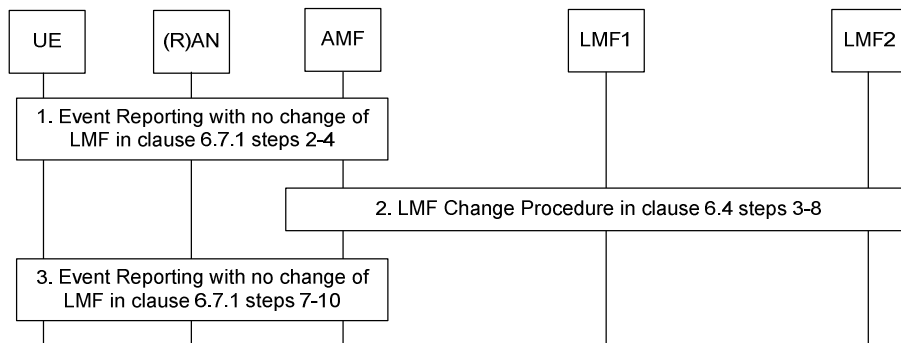 UE
(R)AN
AMF
LMF1
LMF2
1. Event Reporting with no change of
LMF in clause 6.7.1 steps 2-4
2. LMF Change Procedure in clause 6.4 steps 3-8
3. Event Reporting with no change of
LMF in clause 6.7.1 steps 7-10